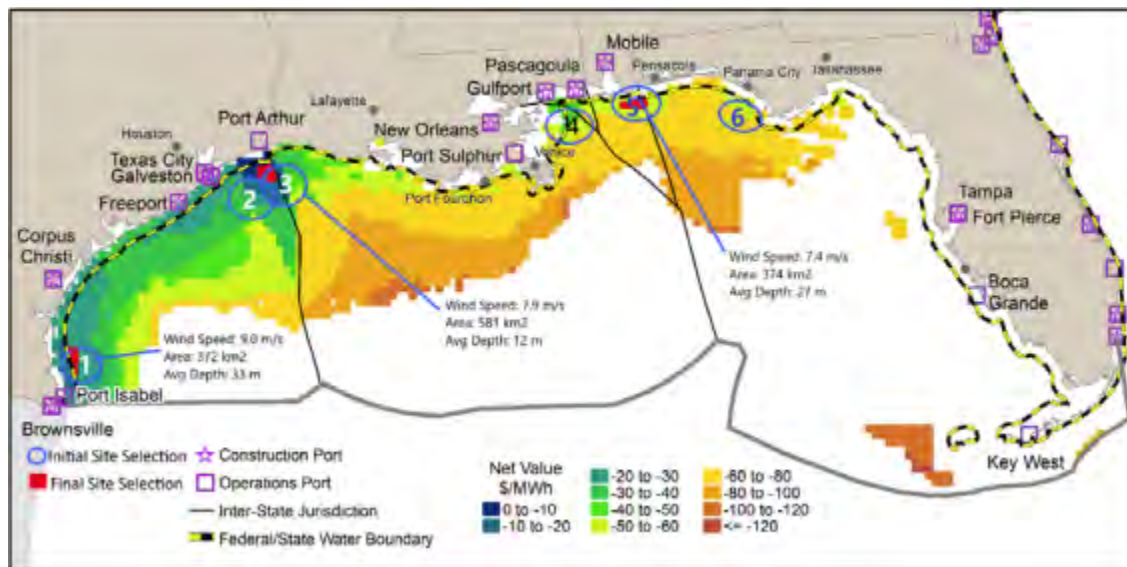 Mobile
Pascagoula
Pensacola
Panama City
Tallahassee
Gulfport
Lafayette
Port Arthur
New Orleans
Houston
Texas City
Galveston
Port Sulphur
Venice
Freeport
Port Fourchon
Corpus
Christi
Tampa
Fort Pierce
Boca
Grande
1
2
3
4
5
6
Wind Speed: 7.4 m/s
Area: 374 km2
Avg Depth: 27 m
Wind Speed: 7.9 m/s
Area: 581 km2
Avg Depth: 12 m
Wind Speed: 9.0 m/s
Area: 372 km2
Avg Depth: 33 m
Port Isabel
Brownsville
Key West
Initial Site Selection
Construction Port
Final Site Selection
Operations Port
Inter-State Jurisdiction
Federal/State Water Boundary
Net Value
$/MWh
0 to -10
-10 to -20
-20 to -30
-30 to -40
-40 to -50
-50 to -60
-60 to -80
-80 to -100
-100 to -120
<= -120